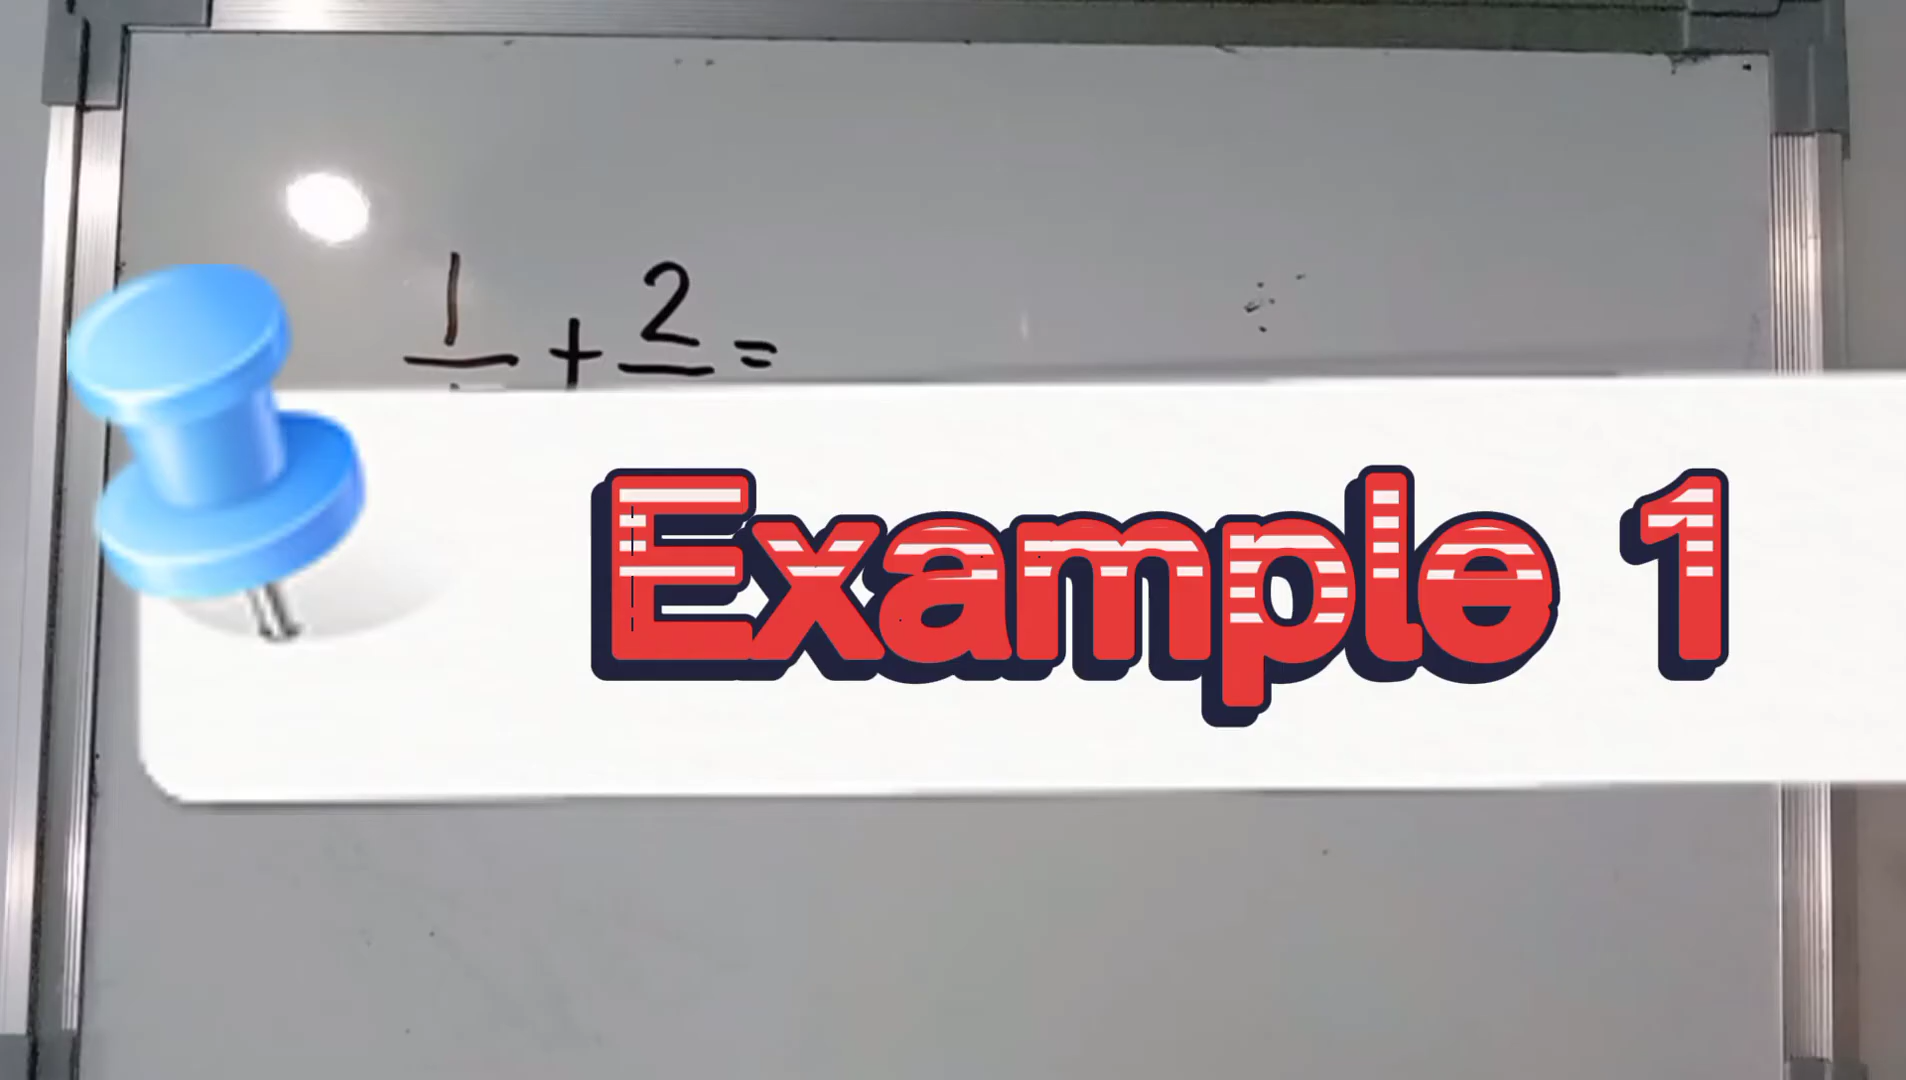 1 + 2 =
Example 1